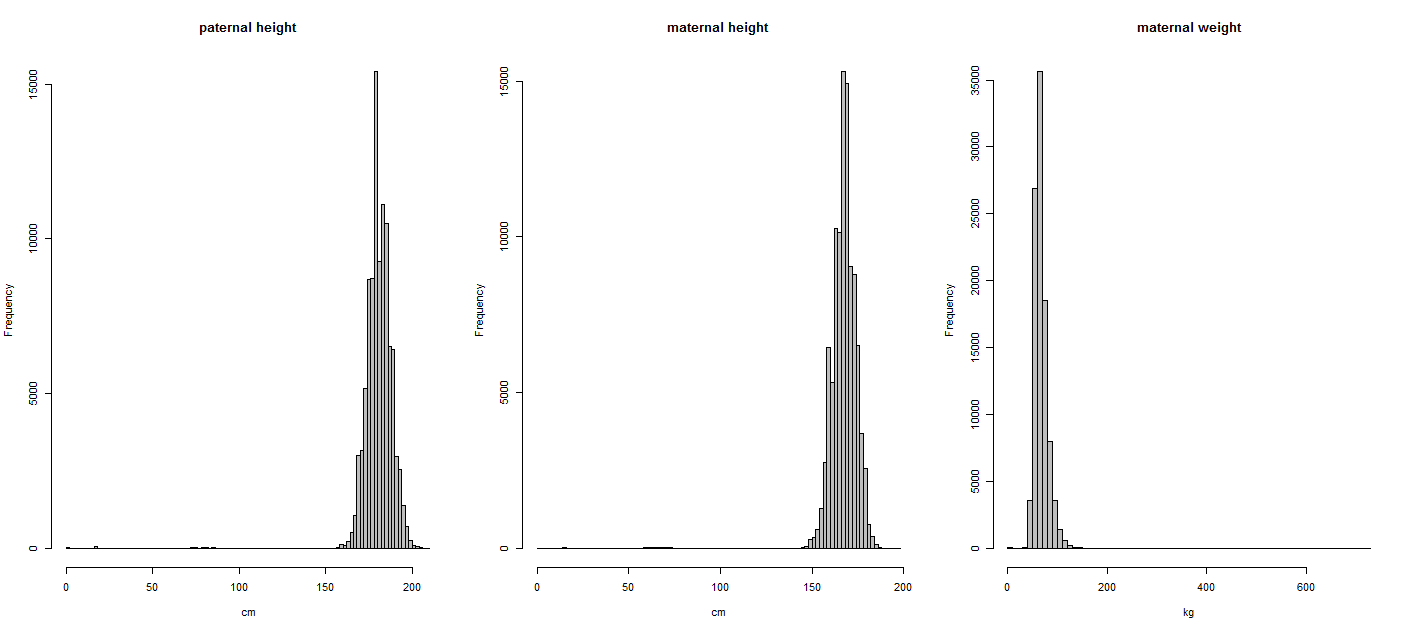 paternal height
Frequency
15000
10000
5000
0
0 50 100 150 200
cm
maternal height
Frequency
15000
10000
5000
0
0 50 100 150 200
cm
maternal weight
Frequency
35000
30000
25000
20000
15000
10000
5000
0
0 200 400 600
kg